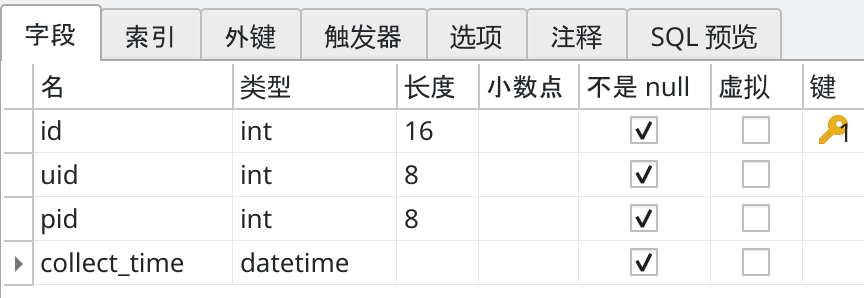 字段 索引 外键 触发器 选项 注释 SQL 预览
名 类型 长度 小数点 不是 null 虚拟 键
id int 16 1
uid int 8
pid int 8
collect_time datetime